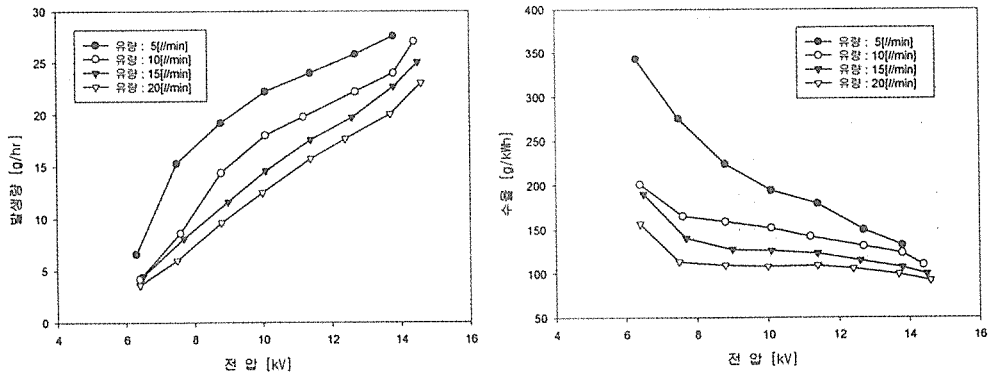 30
25
20
15
10
5
0
발생량 [g/hr]
유량 : 5[l/min]
유량 : 10[l/min]
유량 : 15[l/min]
유량 : 20[l/min]
4 6 8 10 12 14 16
전 압 [kV]
400
350
300
250
200
150
100
50
수율 [g/kWh]
유량 : 5[l/min]
유량 : 10[l/min]
유량 : 15[l/min]
유량 : 20[l/min]
4 6 8 10 12 14 16
전 압 [kV]